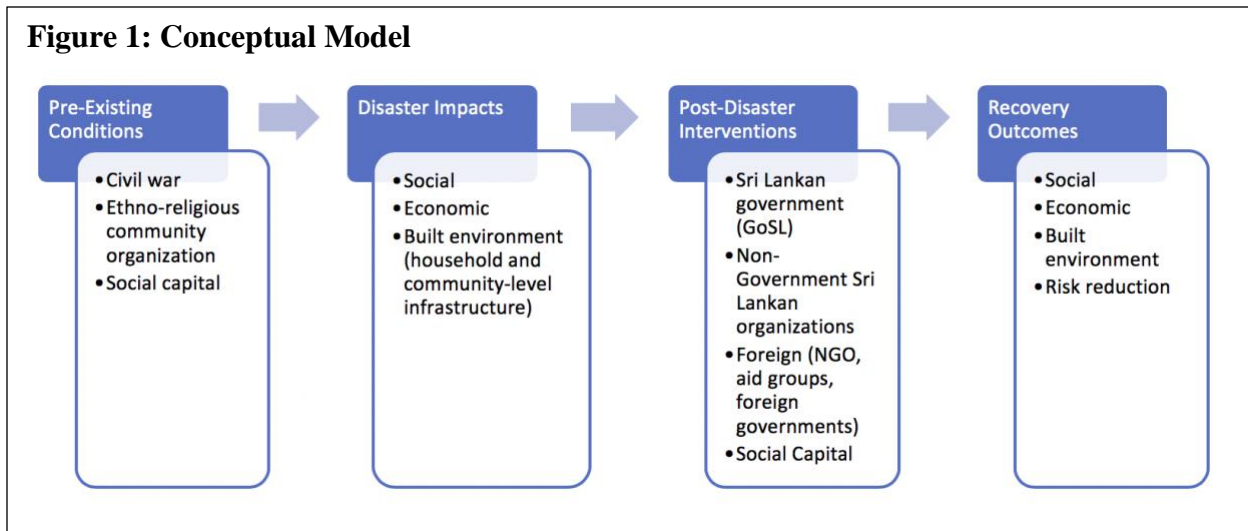 Figure 1: Conceptual Model
Pre-Existing
Conditions
•Civil war
•Ethno-religious
community
organization
•Social capital
Disaster Impacts
•Social
•Economic
•Built environment
(household and
community-level
infrastructure)
Post-Disaster
Interventions
•Sri Lankan
government
(GoSL)
•Non-
Government Sri
Lankan
organizations
•Foreign (NGO,
aid groups,
foreign
governments)
•Social Capital
Recovery
Outcomes
•Social
•Economic
•Built
environment
•Risk reduction